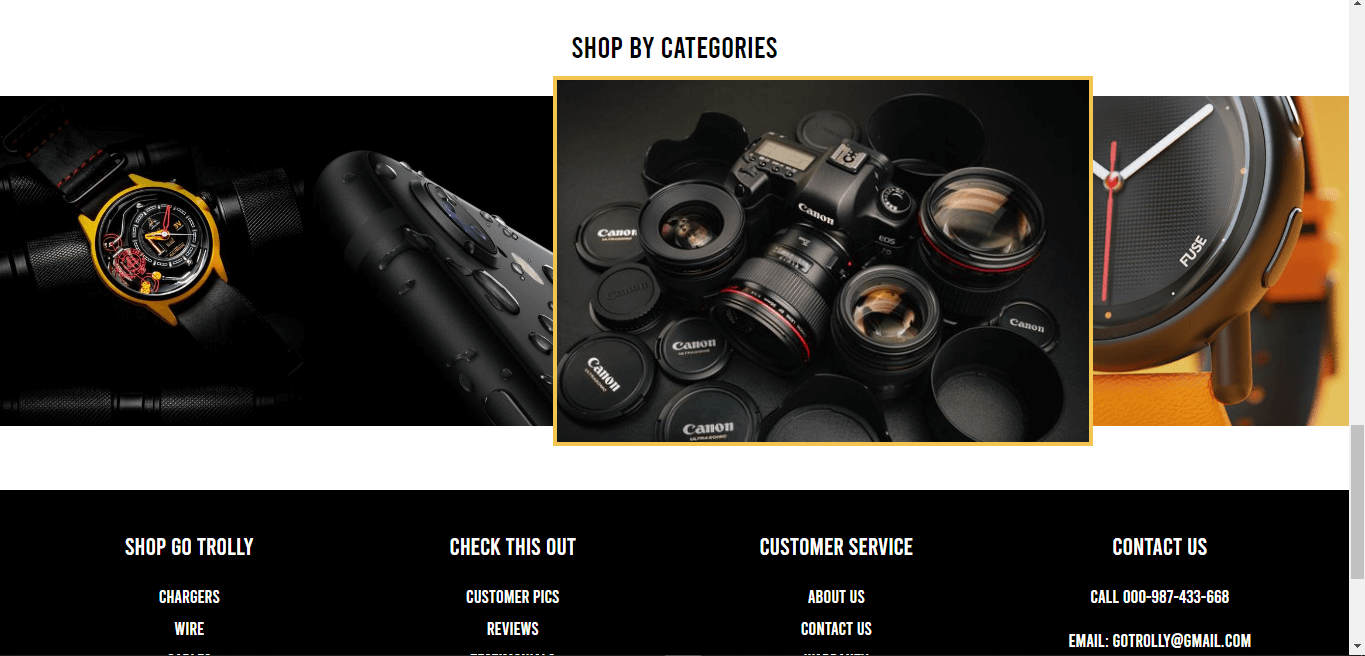 SHOP BY CATEGORIES
Canon
ULTRASONIC
Canon
EOS
7D
Canon
Canon
Canon
ULTRASONIC
Canon
ULTRASONIC
Canon
ULTRASONIC
FUSE
SHOP GO TROLLY
CHECK THIS OUT
CUSTOMER SERVICE
CONTACT US
CHARGERS
CUSTOMER PICS
ABOUT US
CALL 000-987-433-668
WIRE
REVIEWS
CONTACT US
EMAIL: GOTROLLY@GMAIL.COM